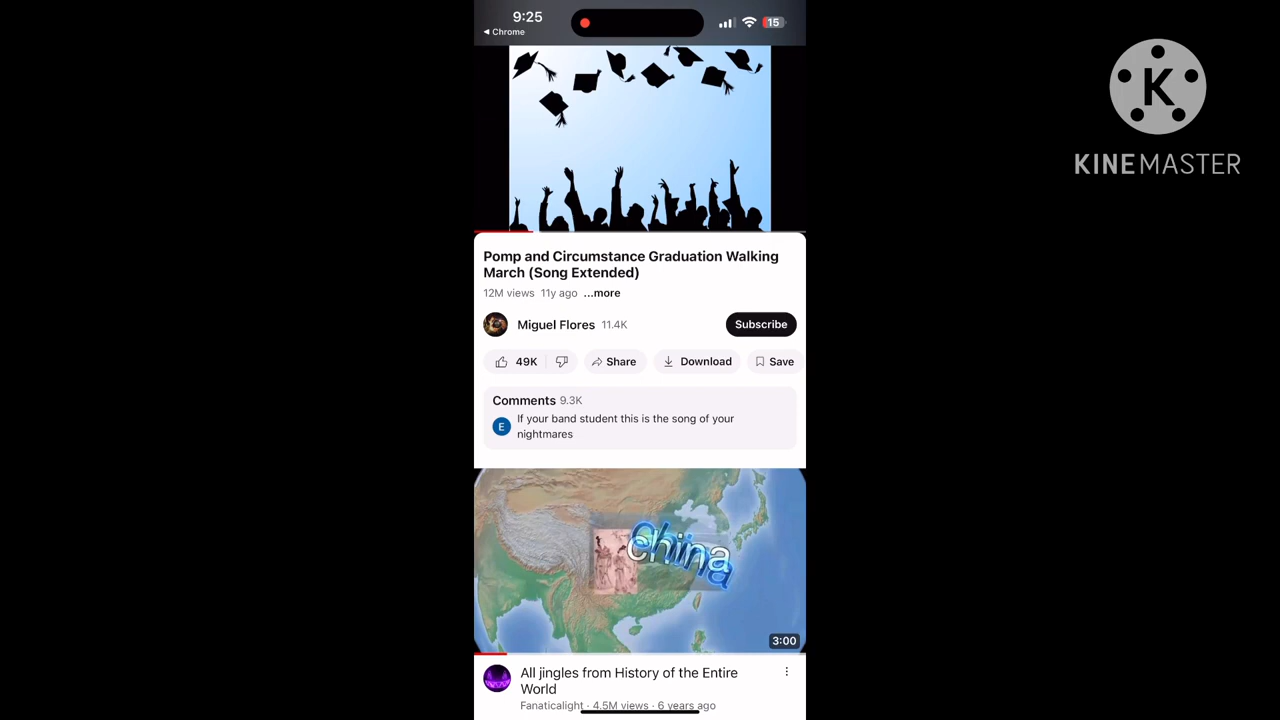 9:25
15
◀ Chrome
K
KINEMASTER
Pomp and Circumstance Graduation Walking
March (Song Extended)
12M views 11y ago ...more
Miguel Flores 11.4K
Subscribe
49K
Share
Download
Save
Comments 9.3K
E
If your band student this is the song of your
nightmares
China
China
3:00
All jingles from History of the Entire
World
Fanaticalight · 4.5M views · 6 years ago